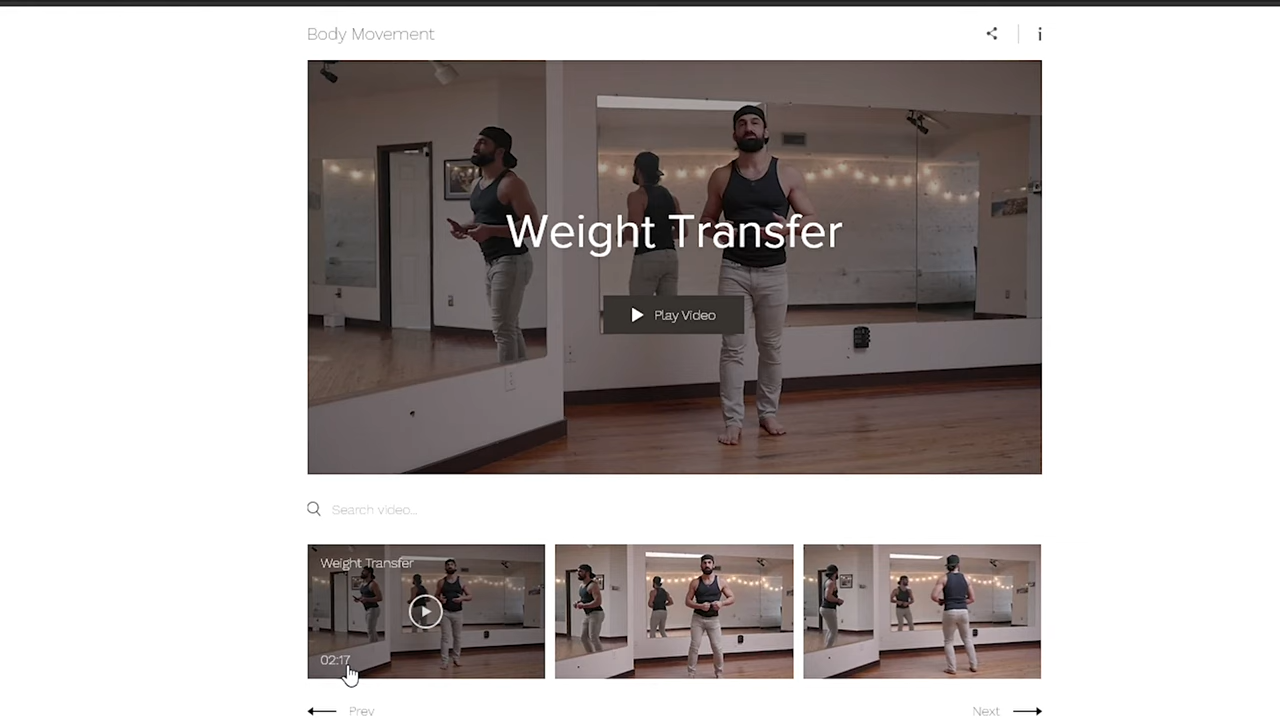 Body Movement
Weight Transfer
Play Video
Search video...
Weight Transfer
02:17
Prev
Next